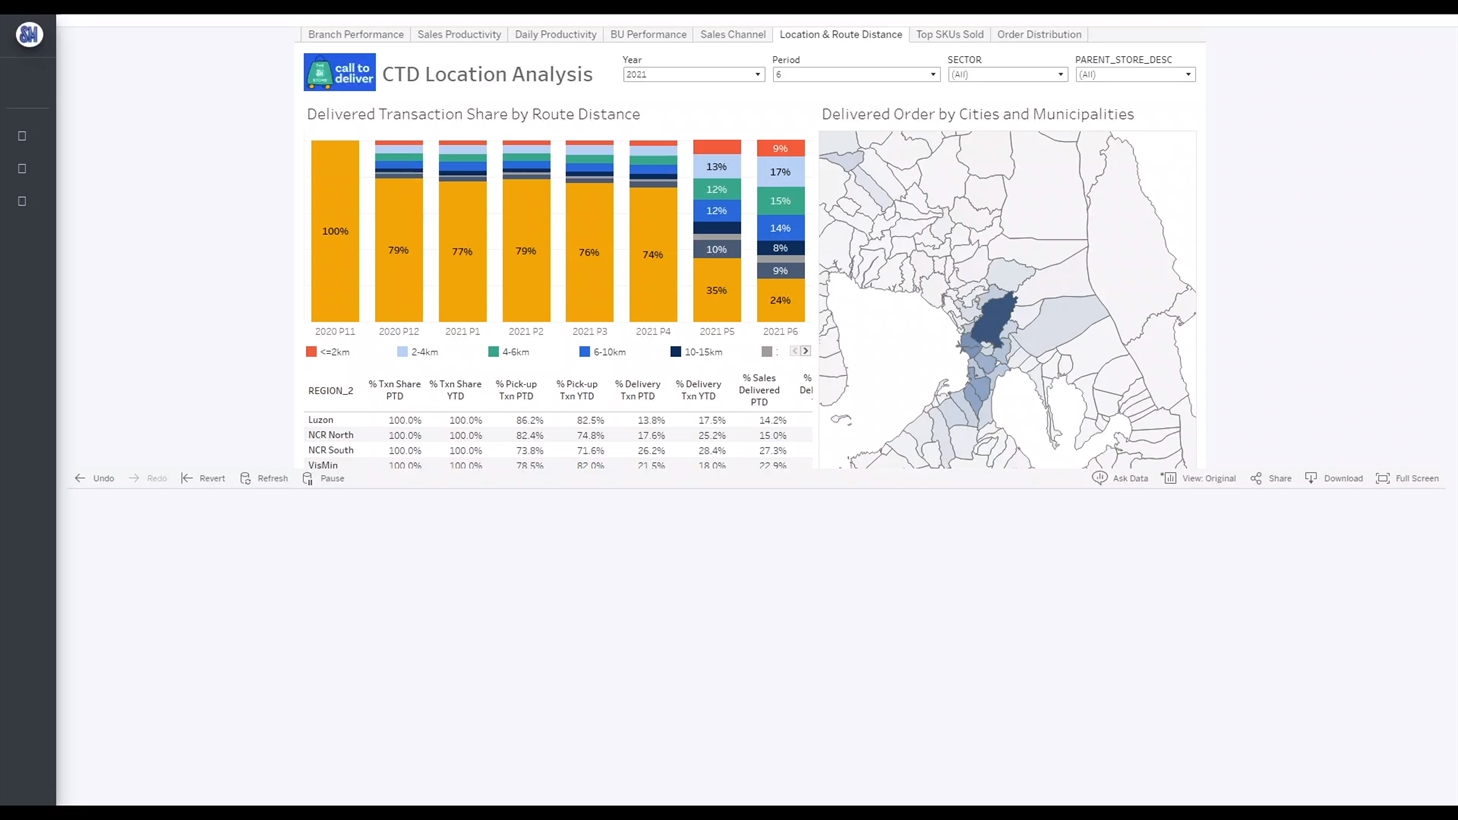 SM
Branch Performance
Sales Productivity
Daily Productivity
BU Performance
Sales Channel
Location & Route Distance
Top SKUs Sold
Order Distribution
call to
deliver
CTD Location Analysis
Year
2021
Period
6
SECTOR
(All)
PARENT_STORE_DESC
(All)
Delivered Transaction Share by Route Distance
Delivered Order by Cities and Municipalities
100%
79%
77%
79%
76%
74%
13%
12%
12%
10%
35%
9%
17%
15%
14%
8%
9%
24%
2020 P11
2020 P12
2021 P1
2021 P2
2021 P3
2021 P4
2021 P5
2021 P6
<=2km
2-4km
4-6km
6-10km
10-15km
REGION_2
% Txn Share
PTD
% Txn Share
YTD
% Pick-up
Txn PTD
% Pick-up
Txn YTD
% Delivery
Txn PTD
% Delivery
Txn YTD
% Sales
Delivered
PTD
%
Del
Luzon 100.0% 100.0% 86.2% 82.5% 13.8% 17.5% 14.2%
NCR North 100.0% 100.0% 82.4% 74.8% 17.6% 25.2% 15.0%
NCR South 100.0% 100.0% 73.8% 71.6% 26.2% 28.4% 27.3%
VisMin 100.0% 100.0% 78.5% 82.0% 21.5% 18.0% 22.9%
Undo
Redo
Revert
Refresh
Pause
Ask Data
View: Original
Share
Download
Full Screen